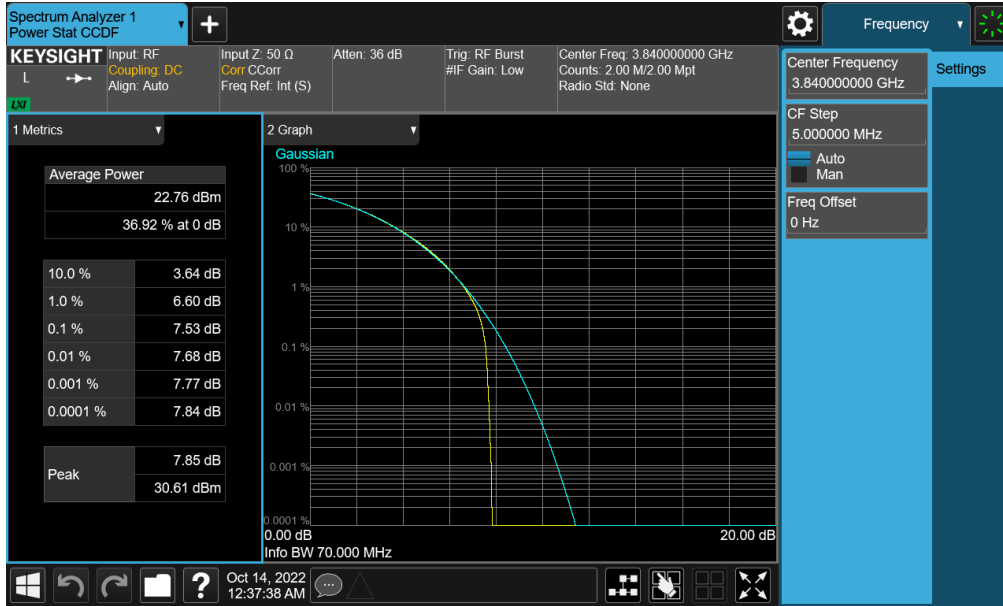 Spectrum Analyzer 1
Power Stat CCDF
Frequency
KEYSIGHT
L
LXI
Input: RF
Coupling: DC
Align: Auto
Input Z: 50 Ω
Corr CCorr
Freq Ref: Int (S)
Atten: 36 dB
Trig: RF Burst
#IF Gain: Low
Center Freq: 3.840000000 GHz
Counts: 2.00 M/2.00 Mpt
Radio Std: None
Center Frequency
3.840000000 GHz
Settings
CF Step
5.000000 MHz
Auto
Man
Freq Offset
0 Hz
1 Metrics
Average Power
22.76 dBm
36.92 % at 0 dB
10.0 % 3.64 dB
1.0 % 6.60 dB
0.1 % 7.53 dB
0.01 % 7.68 dB
0.001 % 7.77 dB
0.0001 % 7.84 dB
Peak
7.85 dB
30.61 dBm
2 Graph
Gaussian
100 %
10 %
1 %
0.1 %
0.01 %
0.001 %
0.0001 %
0.00 dB 20.00 dB
Info BW 70.000 MHz
? Oct 14, 2022
12:37:38 AM